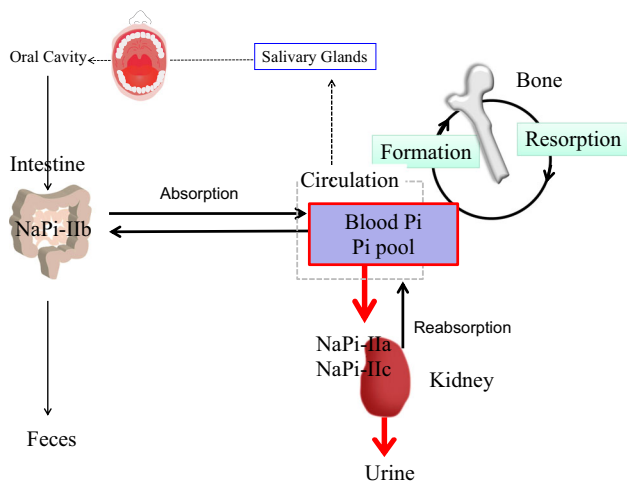 Oral Cavity
Salivary Glands
Bone
Formation
Resorption
Intestine
Absorption
Circulation
NaPi-IIb
Blood Pi
Pi pool
NaPi-IIa
Reabsorption
NaPi-IIc
Kidney
Feces
Urine